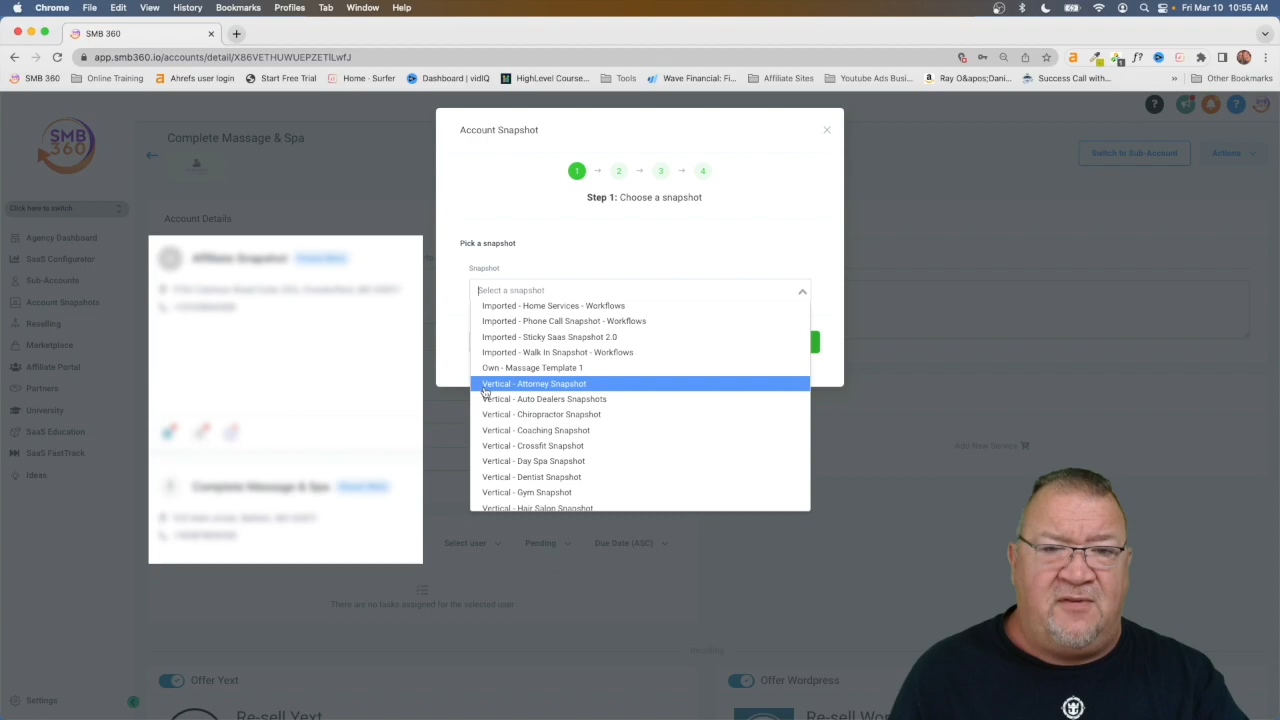 Chrome File Edit View History Bookmarks Profiles Tab Window Help Fri Mar 10 10:55 AM
SMB 360
app.smb360.io/accounts/detail/X86VETHUWUEPZETlLwfJ
SMB 360 Online Training Ahrefs user login Start Free Trial Home - Surfer Dashboard | vidIQ HighLevel Course... Tools Wave Financial: Fi... Affiliate Sites Youtube Ads Busi... Ray O&apos;Dani... Success Call with... Other Bookmarks
SMB 360
Complete Massage & Spa
Switch to Sub-Account
Actions
Click here to switch
Account Details
Agency Dashboard
SaaS Configurator
Sub-Accounts
Account Snapshots
Reselling
Marketplace
Affiliate Portal
Partners
University
SaaS Education
SaaS FastTrack
Ideas
Settings
Affiliate Snapshot
Complete Massage & Spa
Account Snapshot
1 → 2 → 3 → 4
Step 1: Choose a snapshot
Pick a snapshot
Snapshot
Select a snapshot
Imported - Home Services - Workflows
Imported - Phone Call Snapshot - Workflows
Imported - Sticky Saas Snapshot 2.0
Imported - Walk In Snapshot - Workflows
Own - Massage Template 1
Vertical - Attorney Snapshot
Vertical - Auto Dealers Snapshots
Vertical - Chiropractor Snapshot
Vertical - Coaching Snapshot
Vertical - Crossfit Snapshot
Vertical - Day Spa Snapshot
Vertical - Dentist Snapshot
Vertical - Gym Snapshot
Vertical - Hair Salon Snapshot
Add New Service
Select user Pending Due Date (ASC)
There are no tasks assigned for the selected user
Reselling
Offer Yext
Re-sell Yext
Offer Wordpress